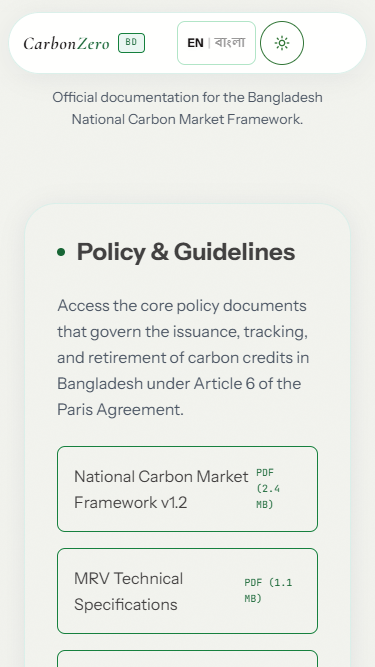 CarbonZero BD EN | বাংলা
Official documentation for the Bangladesh
National Carbon Market Framework.
Policy & Guidelines
Access the core policy documents
that govern the issuance, tracking,
and retirement of carbon credits in
Bangladesh under Article 6 of the
Paris Agreement.
National Carbon Market
Framework v1.2
PDF
(2.4
MB)
MRV Technical
Specifications
PDF (1.1
MB)